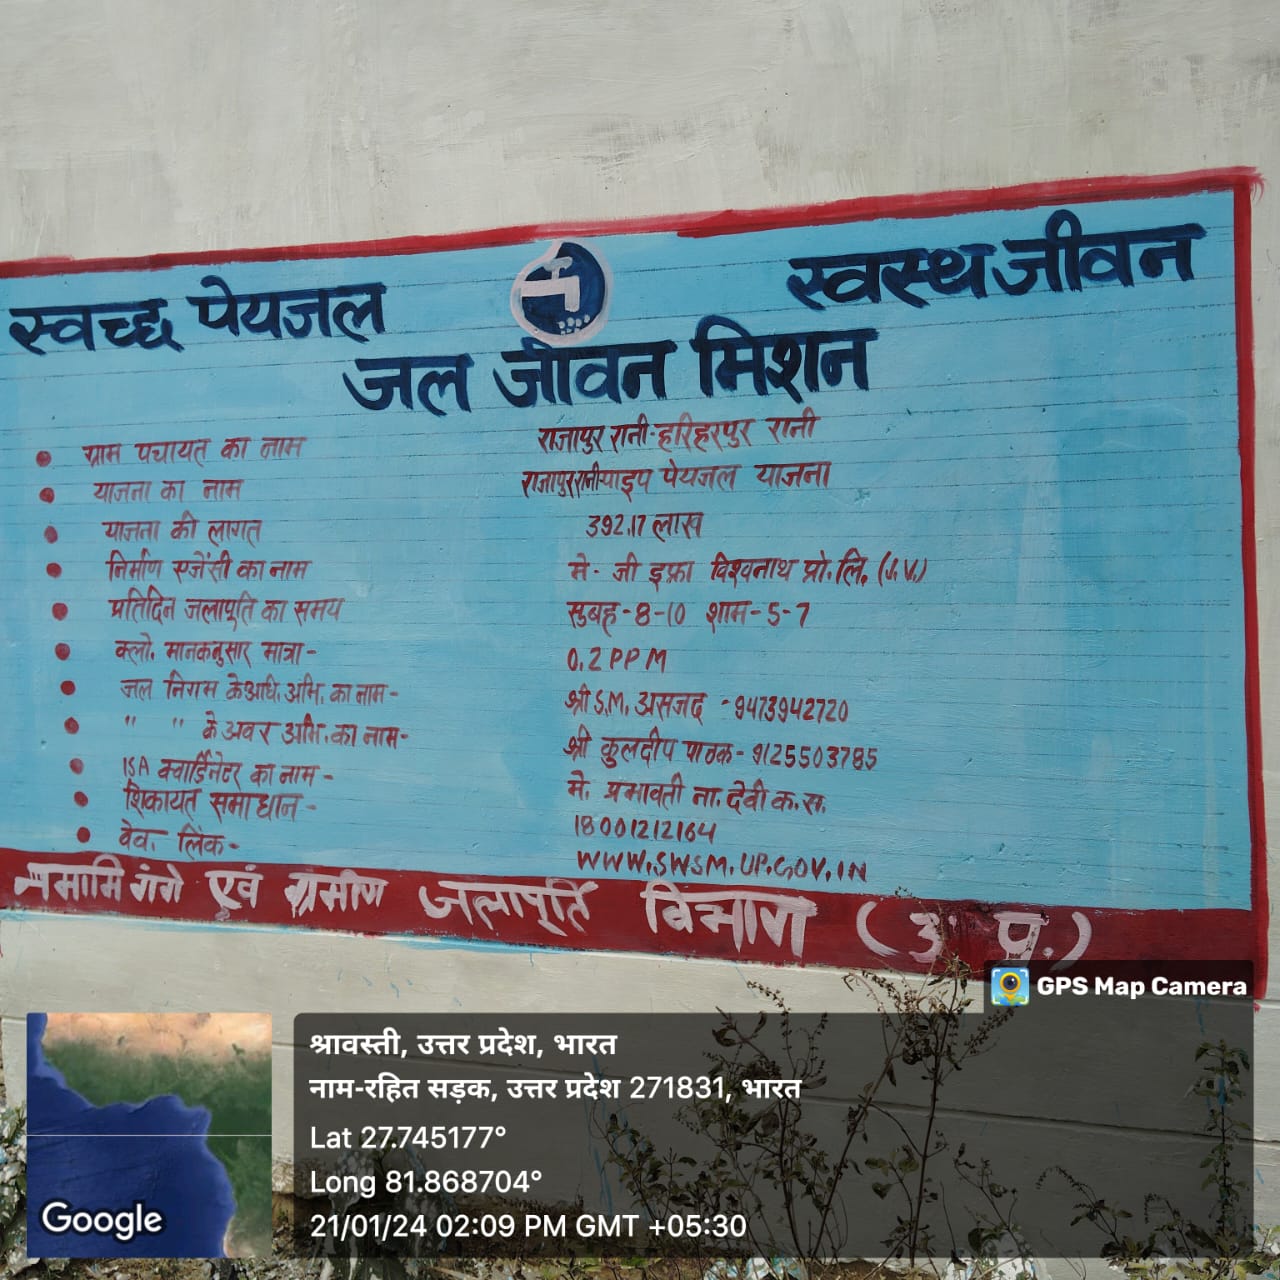 स्वच्छ पेयजल स्वस्थ जीवन
जल जीवन मिशन
ग्राम पंचायत का नाम राजापुर रानी-हरिहरपुर रानी
याजना का नाम राजापुर रानी पाइप पेयजल याजना
याजना की लागत 392.17 लाख
निर्माण एजेंसी का नाम मे- जी इफ्रा विश्वनाथ प्रो. लि. (J.V.)
प्रतिदिन जलापूर्ति का समय सुबह-8-10 शाम-5-7
क्लो. मानकनुसार मात्रा- 0.2 PPM
जल निगम के आधि. अभि. का नाम- श्री S.M. असजद -9473942720
" " के अवर अभि. का नाम- श्री कुलदीप पाठक-9125503785
ISA क्वार्डिनेटर का नाम- मे. प्रभावती ना. देवी क. स.
शिकायत समाधान- 18001212164
वेव. लिंक- WWW.SWSM.UP.GOV.IN
नमामि गंगे एवं ग्रामीण जलापूर्ति विभाग (उ. प्र.)
GPS Map Camera
श्रावस्ती, उत्तर प्रदेश, भारत
नाम-रहित सड़क, उत्तर प्रदेश 271831, भारत
Lat 27.745177°
Long 81.868704°
21/01/24 02:09 PM GMT +05:30
Google